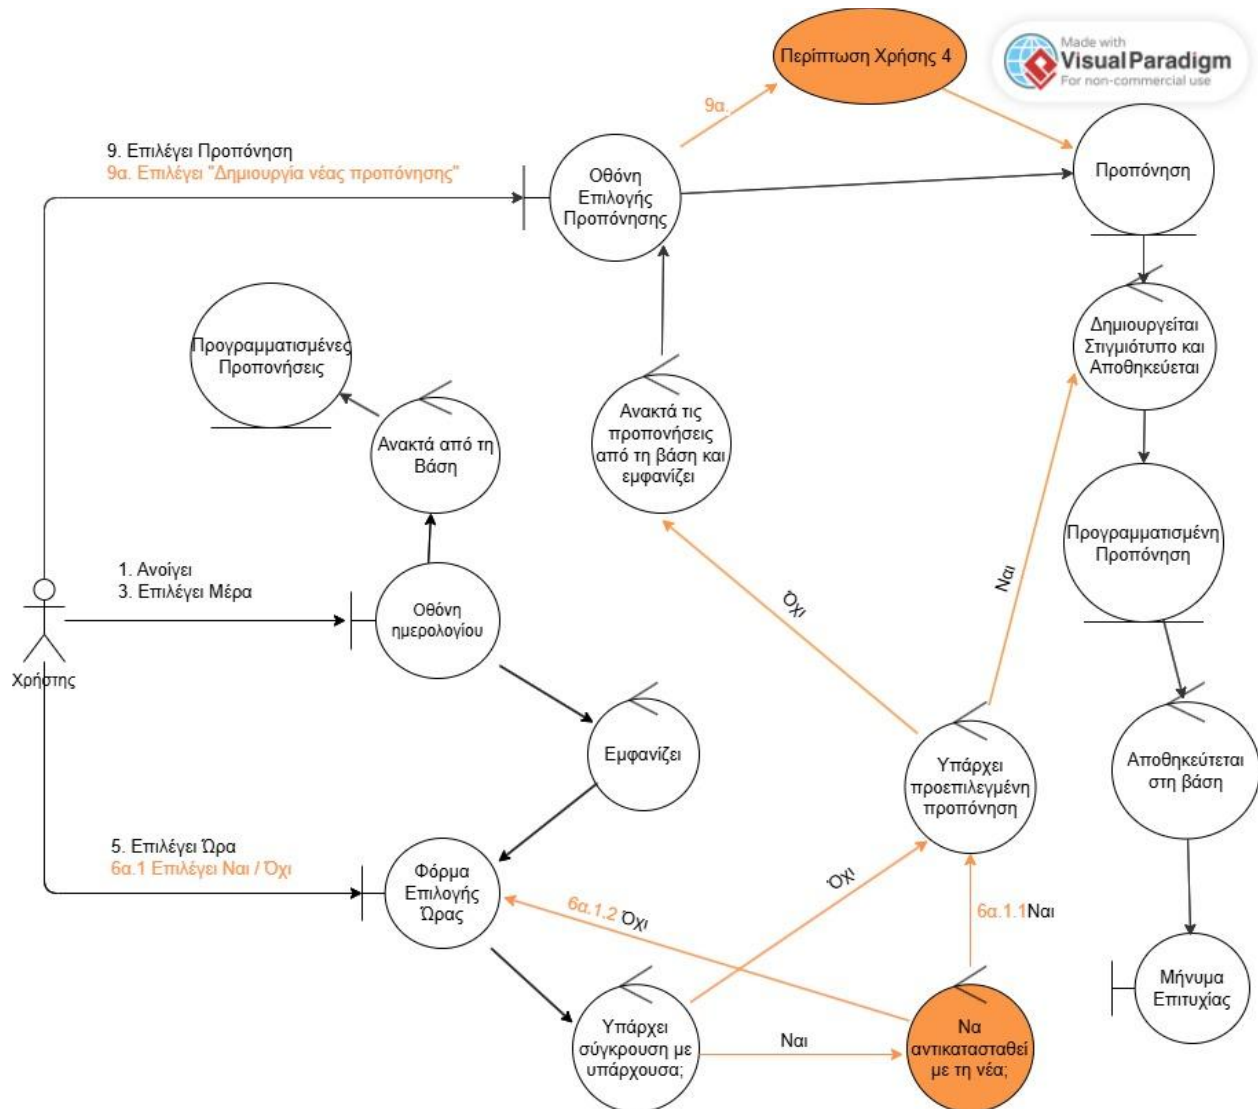 Made with
Visual Paradigm
For non-commercial use
Περίπτωση Χρήσης 4
9α.
9. Επιλέγει Προπόνηση
9α. Επιλέγει "Δημιουργία νέας προπόνησης"
Οθόνη
Επιλογής
Προπόνησης
Προπόνηση
Προγραμματισμένες
Προπονήσεις
Δημιουργείται
Στιγμιότυπο και
Αποθηκεύεται
Ανακτά από τη
Βάση
Ανακτά τις
προπονήσεις
από τη βάση και
εμφανίζει
Προγραμματισμένη
Προπόνηση
Ναι
Όχι
1. Ανοίγει
3. Επιλέγει Μέρα
Οθόνη
ημερολογίου
Χρήστης
Εμφανίζει
Υπάρχει
προεπιλεγμένη
προπόνηση
Αποθηκεύτεται
στη βάση
5. Επιλέγει Ώρα
6α.1 Επιλέγει Ναι / Όχι
Φόρμα
Επιλογής
Ώρας
Όχι
6α.1.2 Όχι
6α.1.1Ναι
Υπάρχει
σύγκρουση με
υπάρχουσα;
Ναι
Να
αντικατασταθεί
με τη νέα;
Μήνυμα
Επιτυχίας